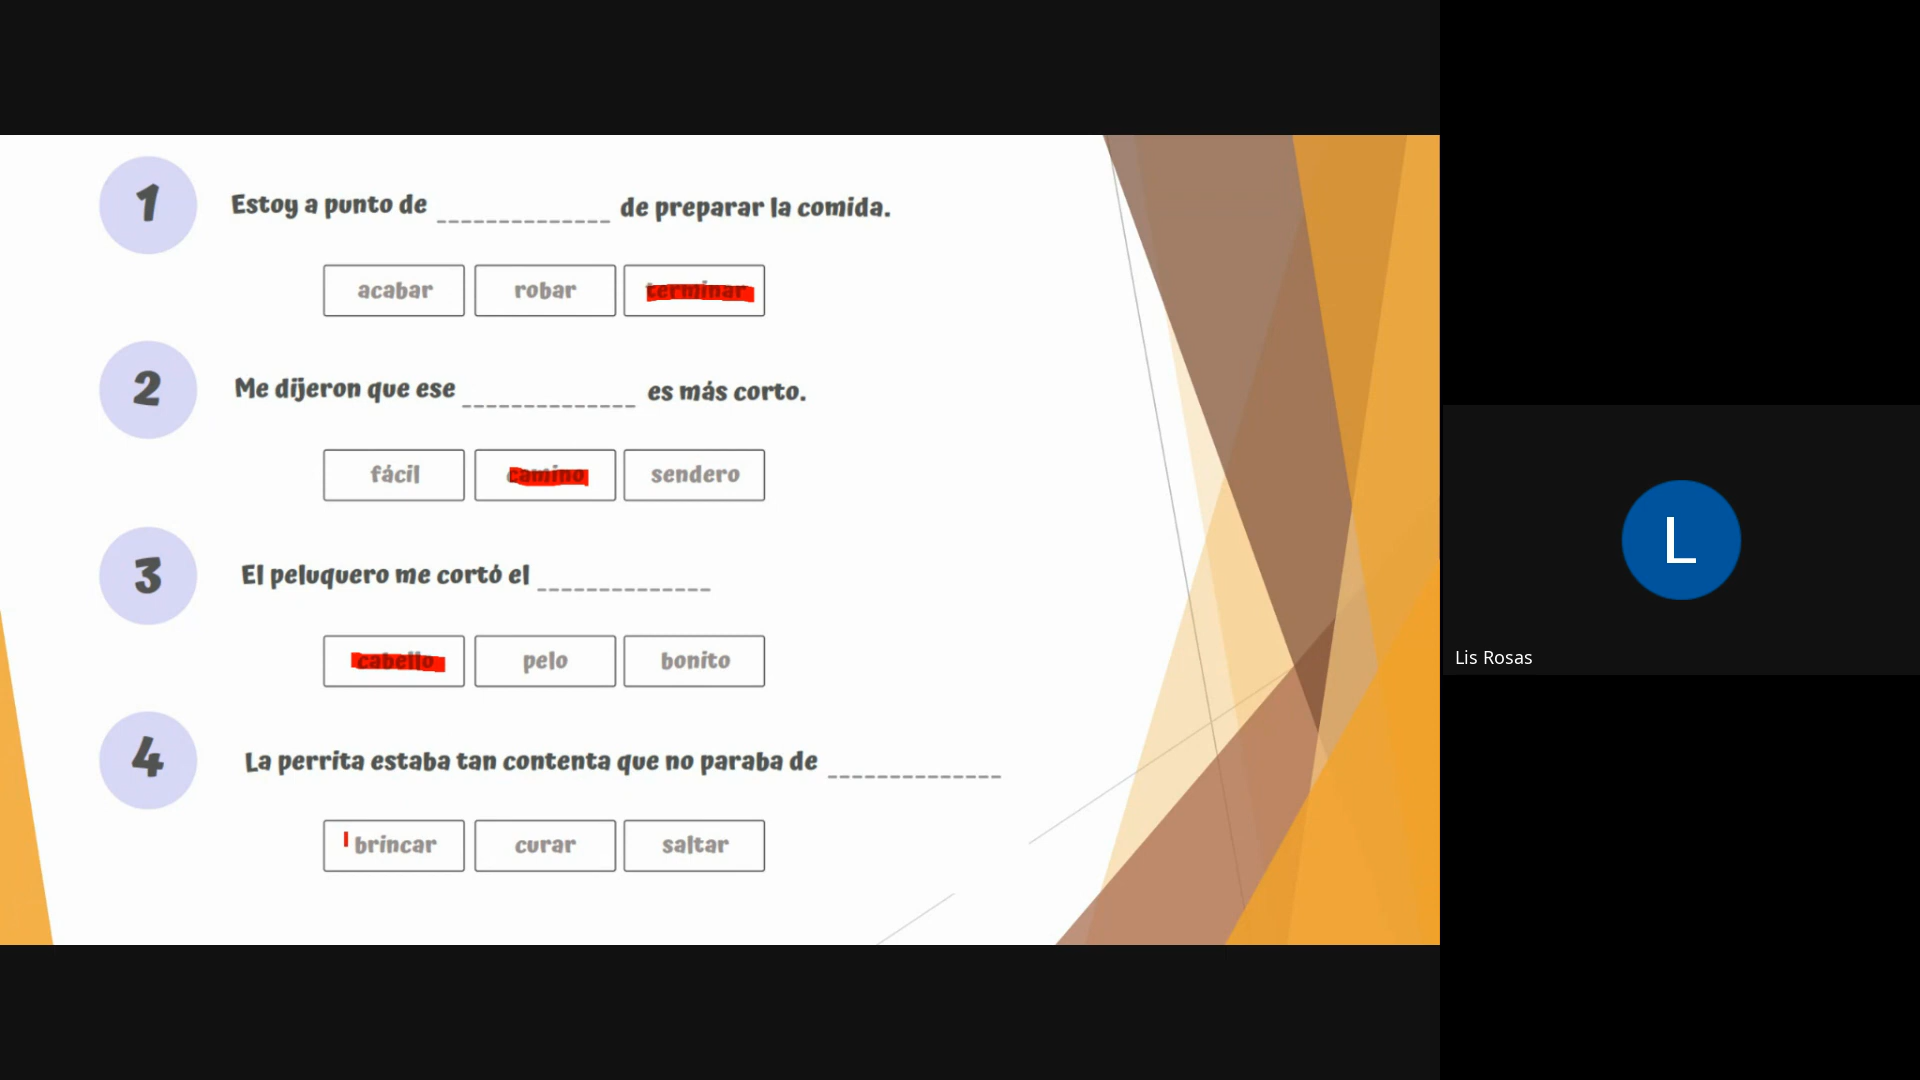 1
Estoy a punto de _____________ de preparar la comida.
acabar robar terminar
2
Me dijeron que ese _____________ es más corto.
fácil camino sendero
3
El peluquero me cortó el _____________
cabello pelo bonito
4
La perrita estaba tan contenta que no paraba de _____________
brincar curar saltar
L
Lis Rosas